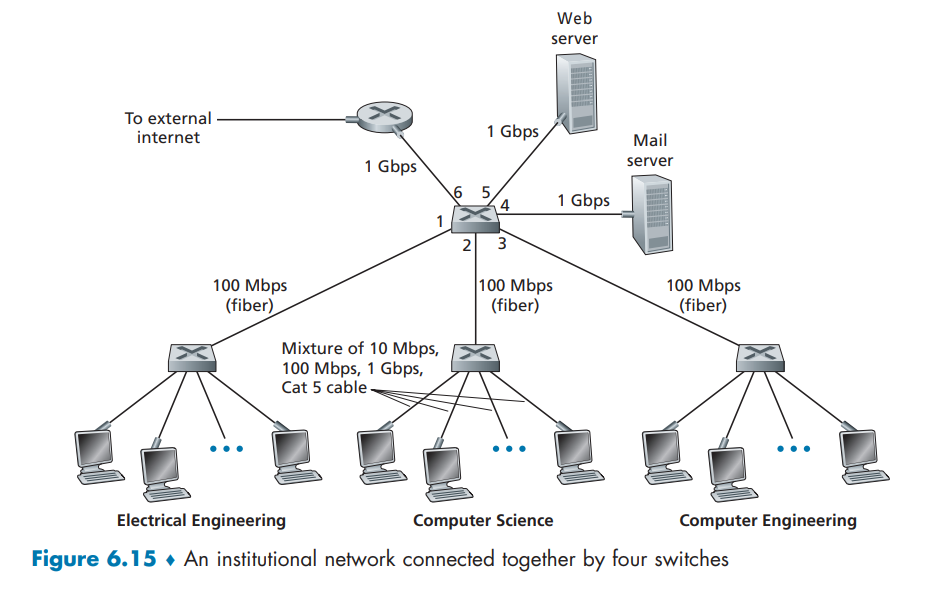 Web
server
To external
internet
1 Gbps
Mail
server
1 Gbps
1 Gbps
6 5
4
1
2 3
100 Mbps
(fiber)
100 Mbps
(fiber)
100 Mbps
(fiber)
Mixture of 10 Mbps,
100 Mbps, 1 Gbps,
Cat 5 cable
Electrical Engineering
Computer Science
Computer Engineering
Figure 6.15 ♦ An institutional network connected together by four switches